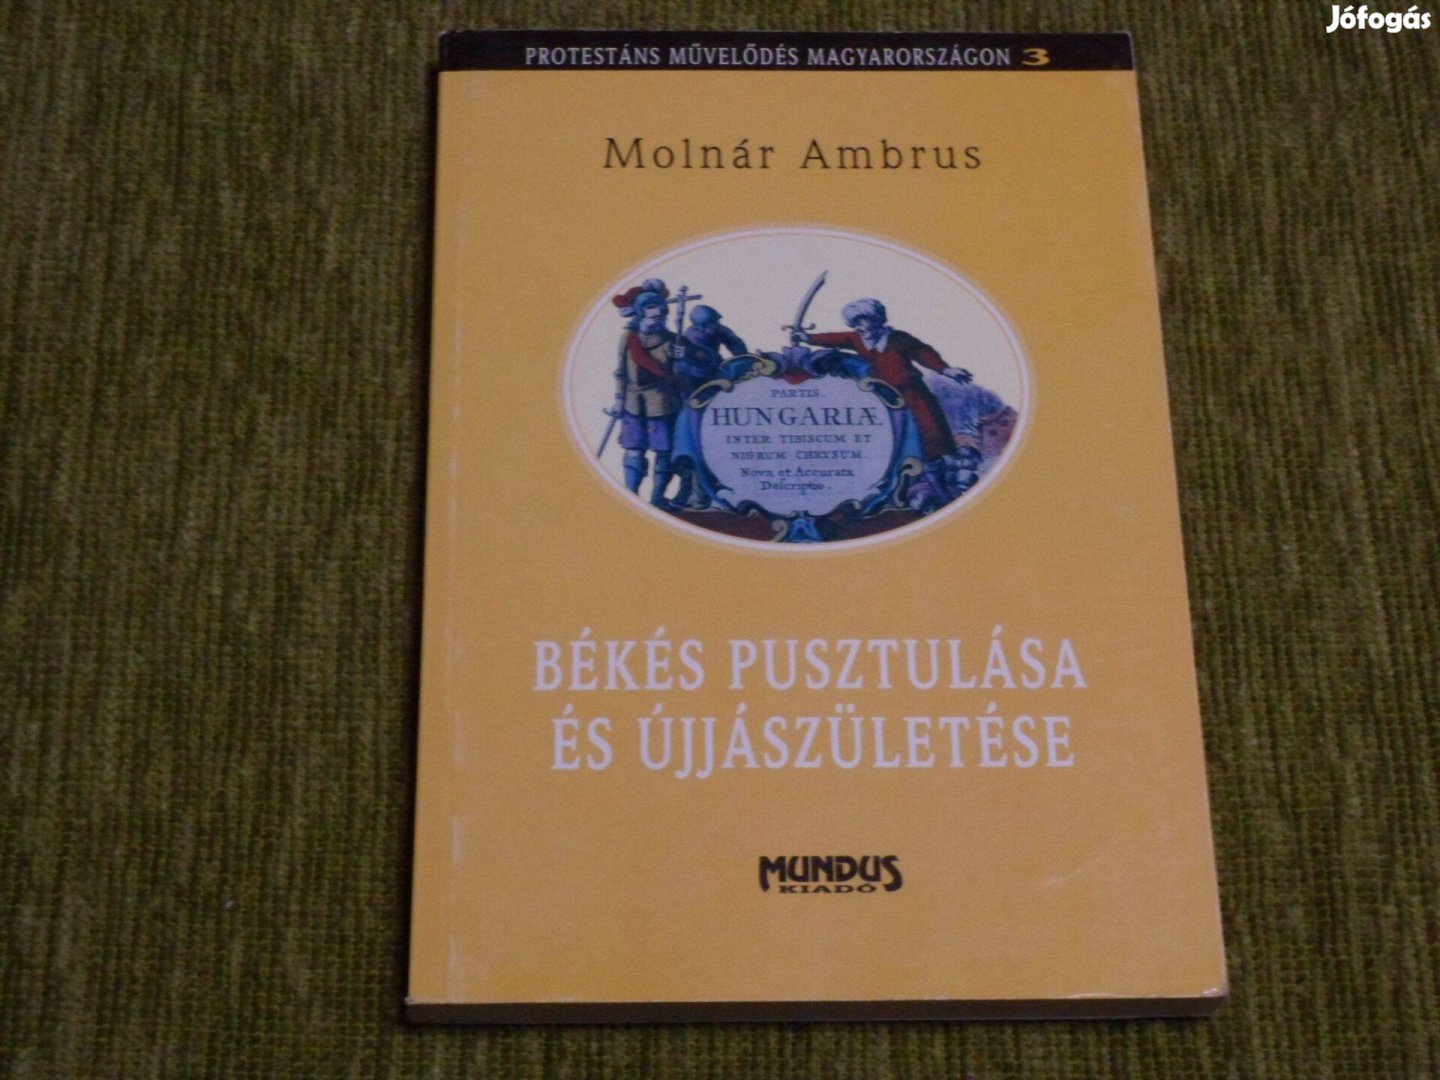 Jófogás
PROTESTÁNS MŰVELŐDÉS MAGYARORSZÁGON 3
Molnár Ambrus
PARTIS.
HUNGARIÆ
INTER TIBISCUM ET
NIGRUM CHRYSUM.
Nova et Accurata
Descriptio.
BÉKÉS PUSZTULÁSA
ÉS ÚJJÁSZÜLETÉSE
MUNDUS
KIADÓ